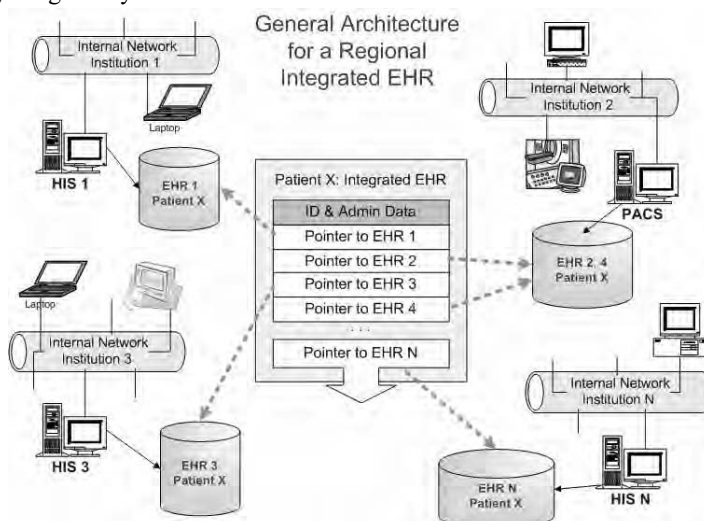 General Architecture
for a Regional
Integrated EHR
Internal Network
Institution 1
Laptop
HIS 1
EHR 1
Patient X
Internal Network
Institution 2
PACS
EHR 2, 4
Patient X
Patient X: Integrated EHR
ID & Admin Data
Pointer to EHR 1
Pointer to EHR 2
Pointer to EHR 3
Pointer to EHR 4
. . .
Pointer to EHR N
Laptop
Internal Network
Institution 3
HIS 3
EHR 3
Patient X
Internal Network
Institution N
HIS N
EHR N
Patient X